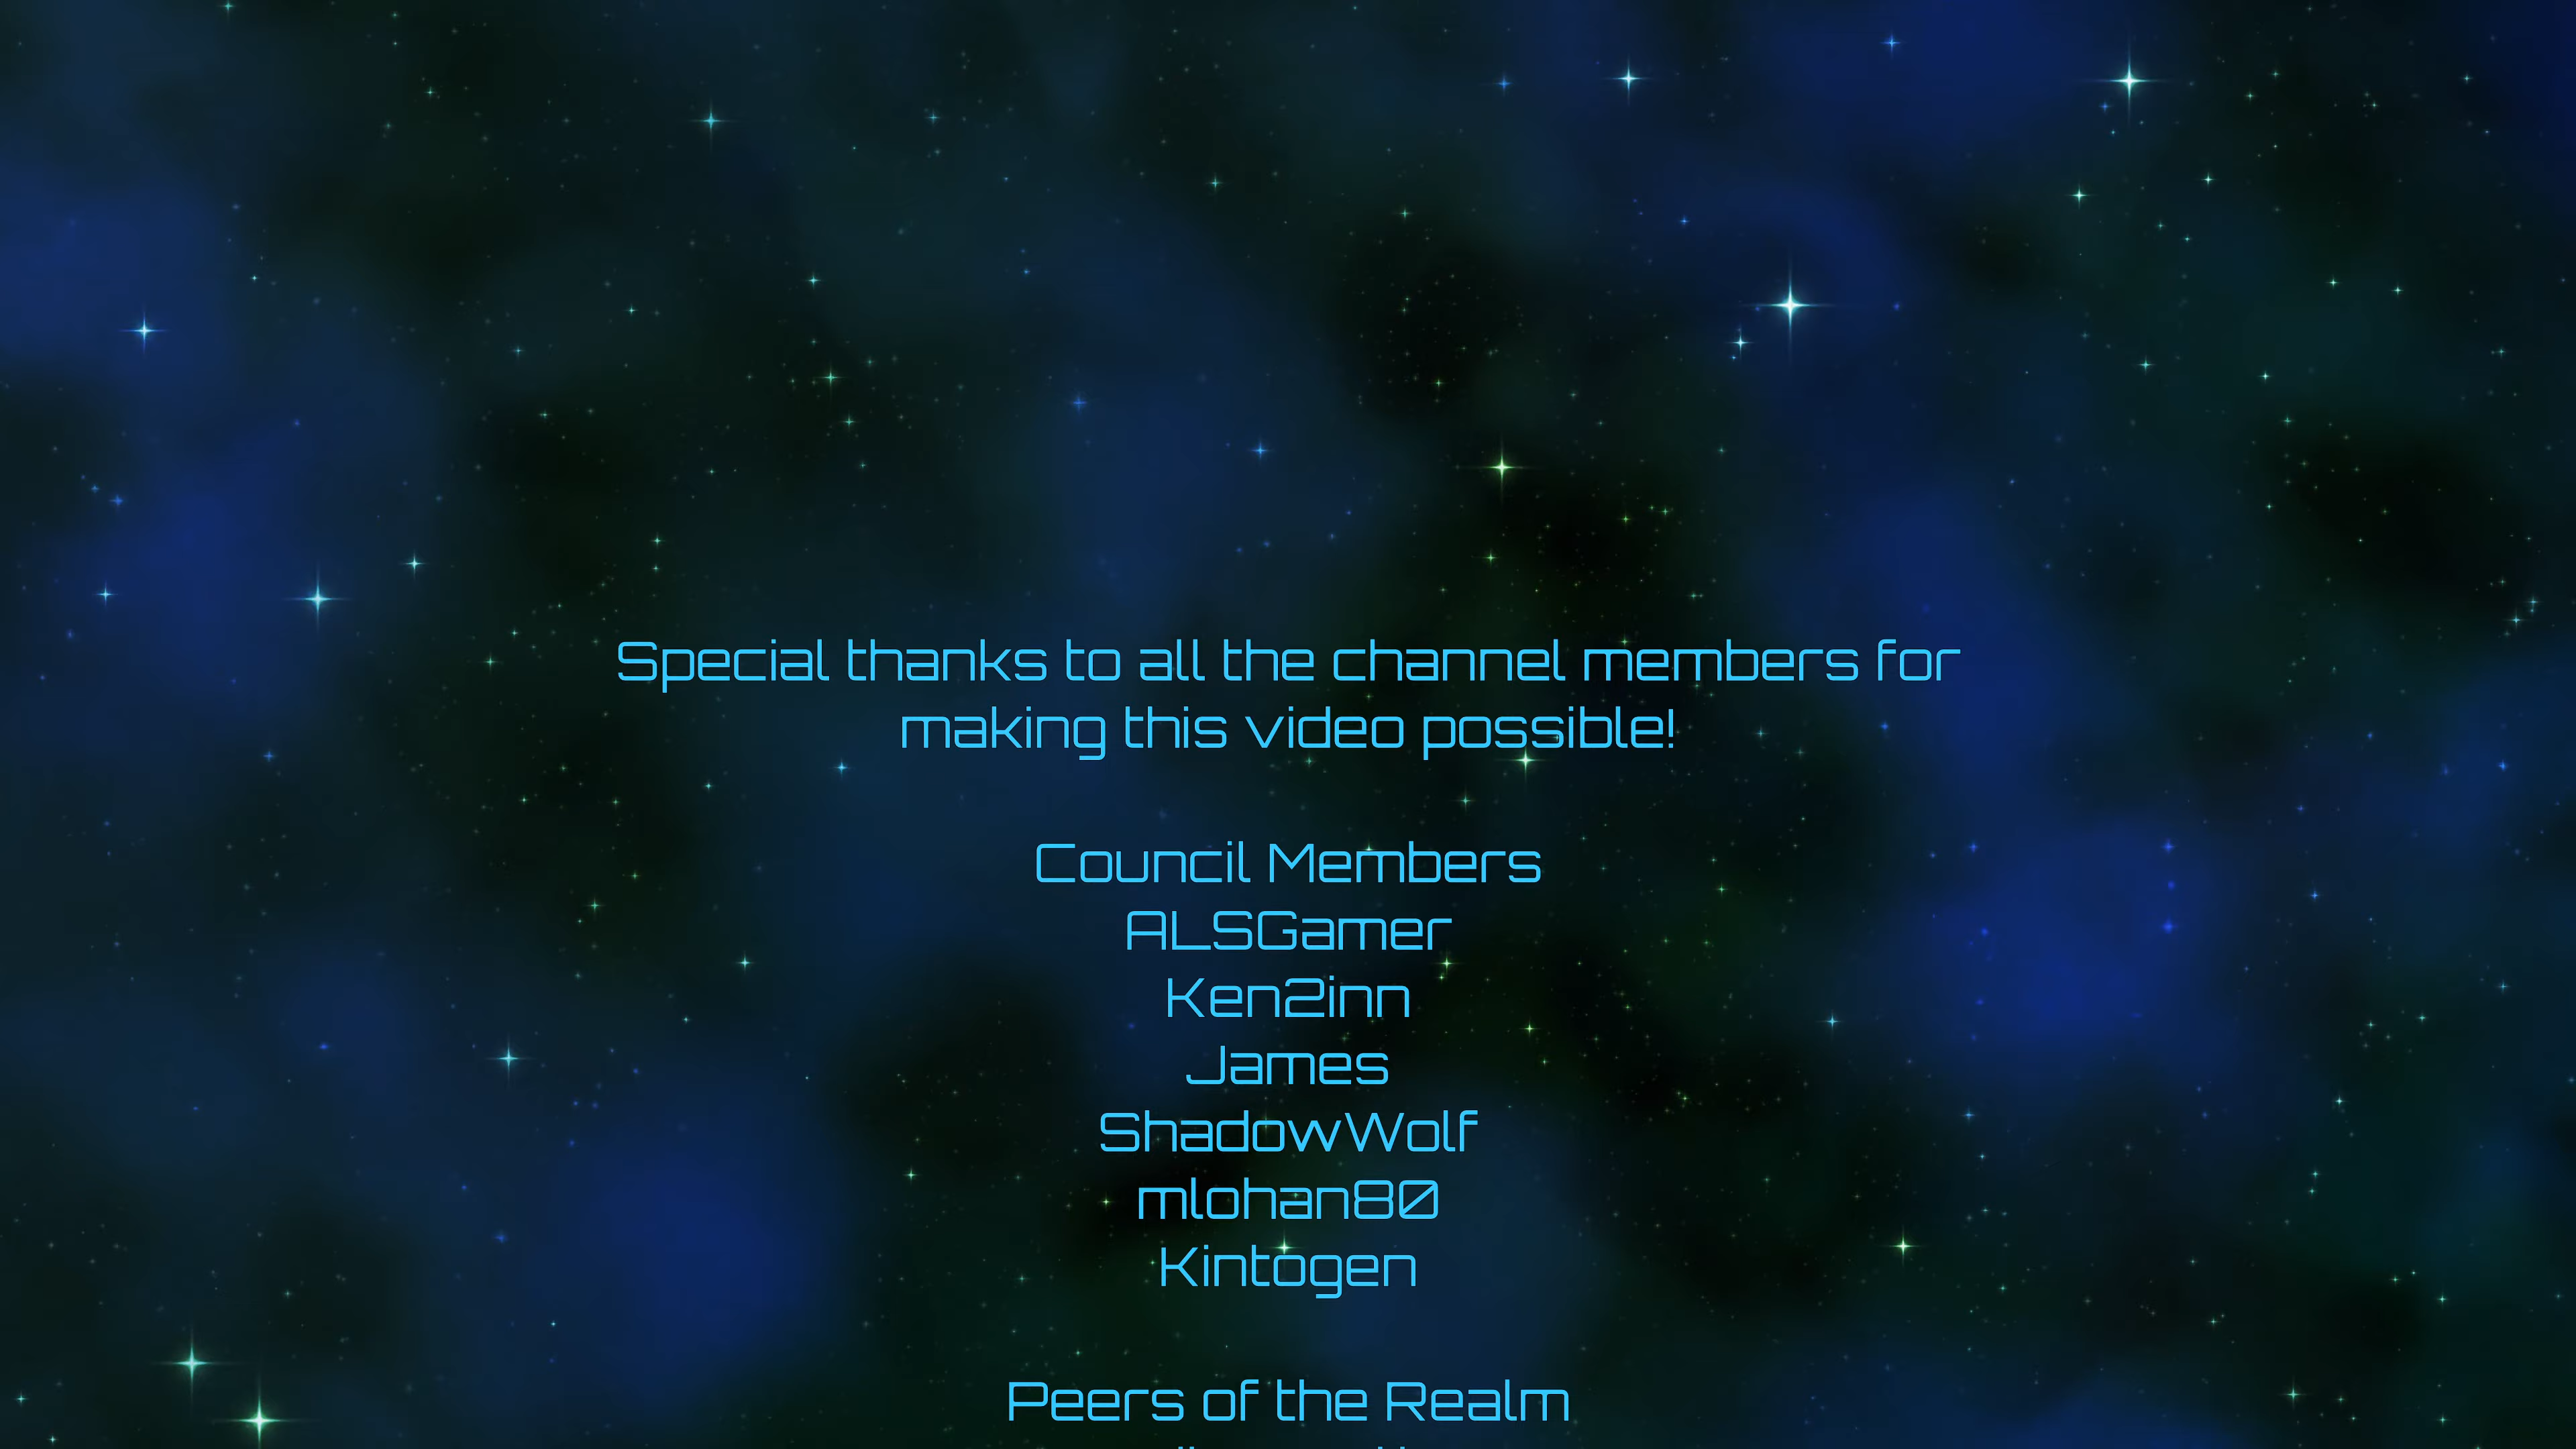 Special thanks to all the channel members for
making this video possible!
Council Members
ALSGamer
Ken2inn
James
ShadowWolf
mlohan80
Kintogen
Peers of the Realm